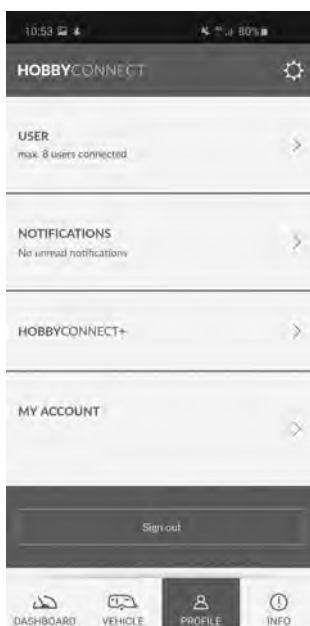 10:53 80%
HOBBYCONNECT
USER
max. 8 users connected
NOTIFICATIONS
No unread notifications
HOBBYCONNECT+
MY ACCOUNT
Sign out
DASHBOARD VEHICLE PROFILE INFO